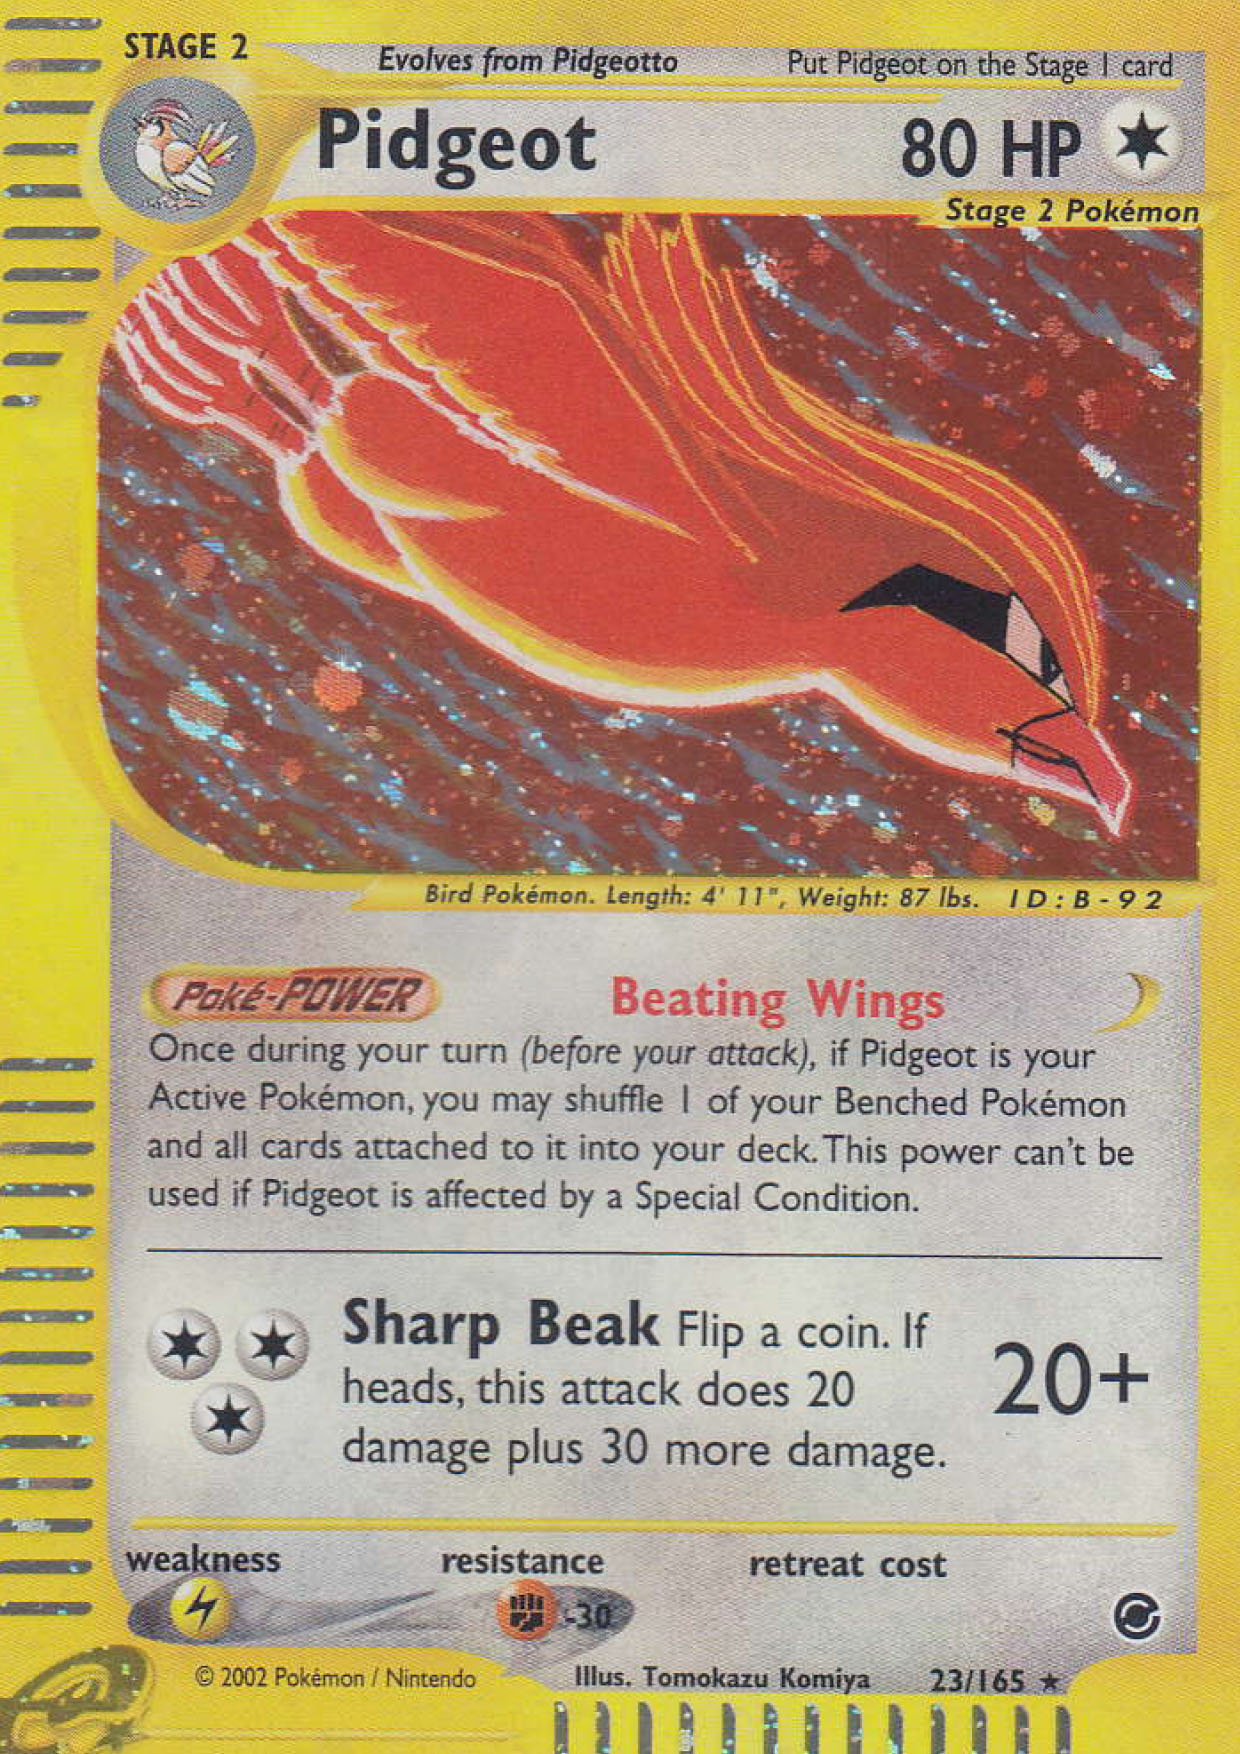 STAGE 2
Evolves from Pidgeotto
Put Pidgeot on the Stage 1 card
Pidgeot
80 HP
Stage 2 Pokémon
Bird Pokémon. Length: 4' 11", Weight: 87 lbs. ID:B-92
Poké-POWER
Beating Wings
Once during your turn (before your attack), if Pidgeot is your
Active Pokémon, you may shuffle 1 of your Benched Pokémon
and all cards attached to it into your deck. This power can't be
used if Pidgeot is affected by a Special Condition.
Sharp Beak Flip a coin. If
heads, this attack does 20
damage plus 30 more damage.
20+
weakness
resistance
retreat cost
-30
© 2002 Pokémon / Nintendo
Illus. Tomokazu Komiya
23/165